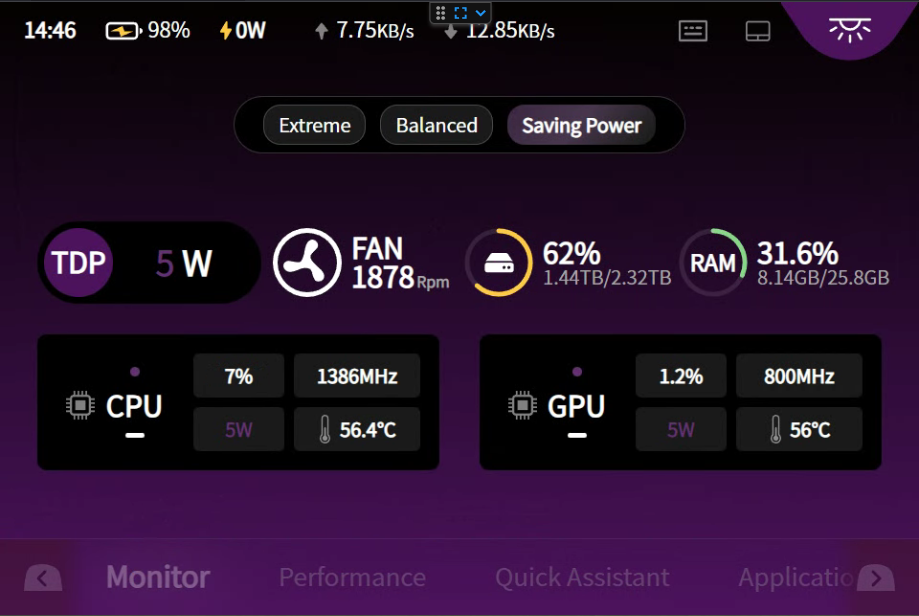 14:46 98% 0W 7.75KB/s 12.85KB/s
Extreme Balanced Saving Power
TDP 5 W
FAN
1878 Rpm
62%
1.44TB/2.32TB
RAM
31.6%
8.14GB/25.8GB
CPU
7% 1386MHz
5W 56.4°C
GPU
1.2% 800MHz
5W 56°C
Monitor Performance Quick Assistant Applicatio